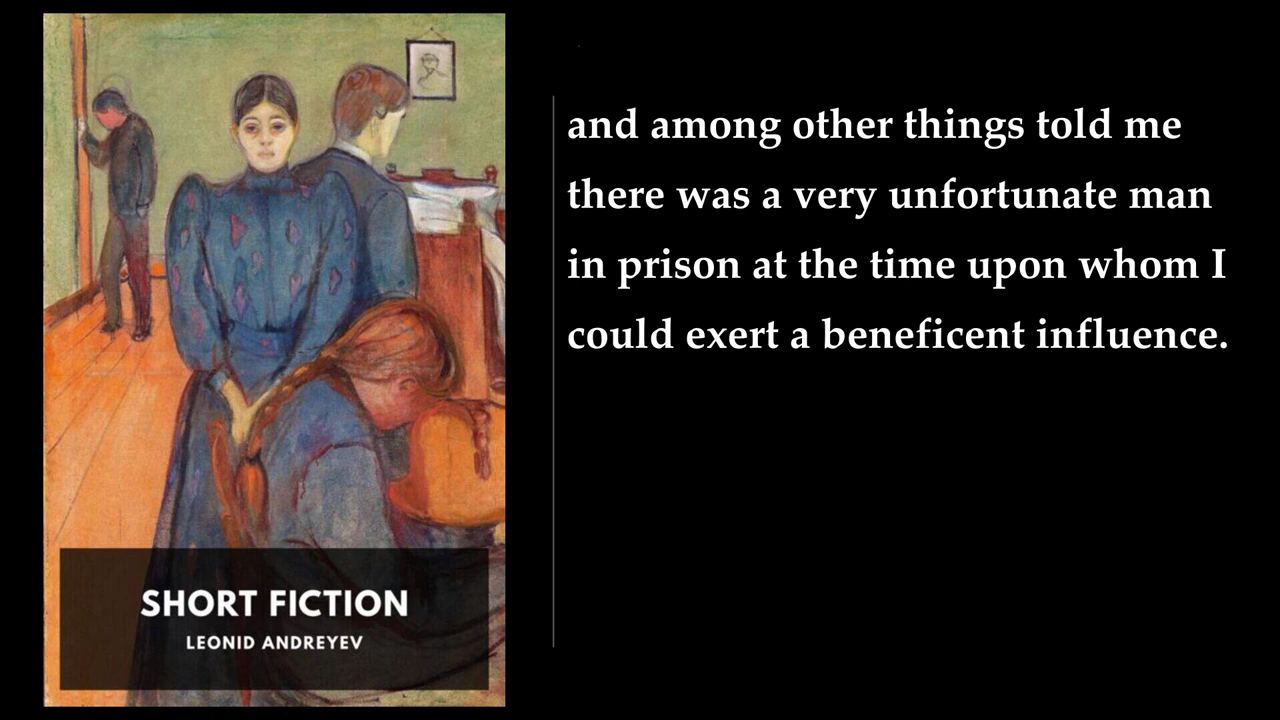 SHORT FICTION
LEONID ANDREYEV
and among other things told me
there was a very unfortunate man
in prison at the time upon whom I
could exert a beneficent influence.